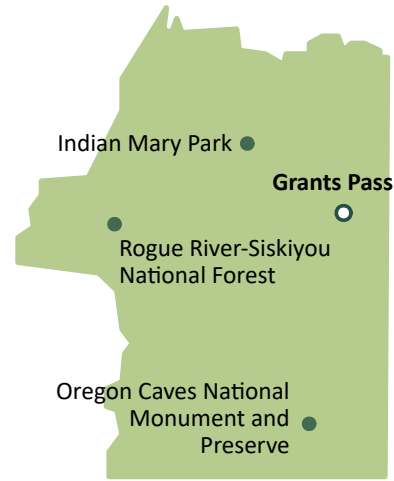 Indian Mary Park
Grants Pass
Rogue River-Siskiyou
National Forest
Oregon Caves National
Monument and
Preserve